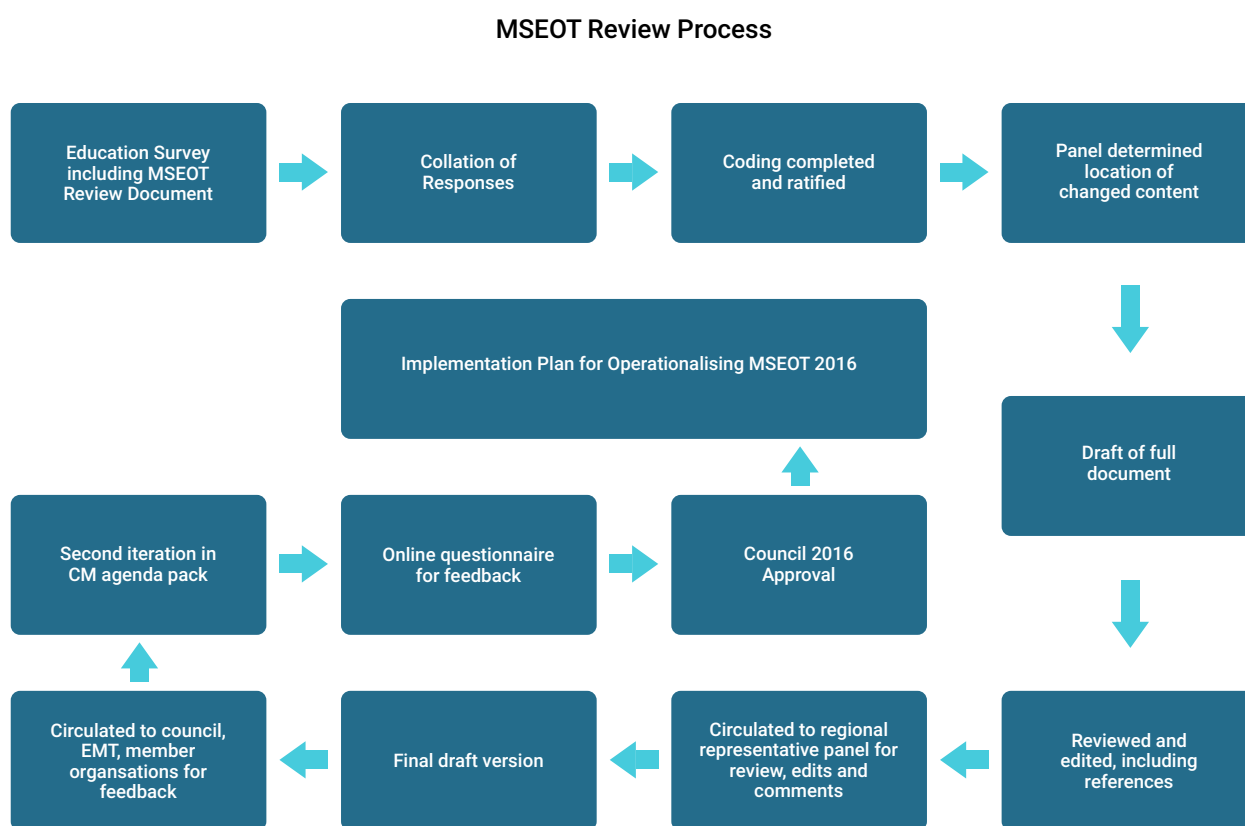 MSEOT Review Process
Education Survey
including MSEOT
Review Document
Collation of
Responses
Coding completed
and ratified
Panel determined
location of
changed content
Implementation Plan for Operationalising MSEOT 2016
Draft of full
document
Second iteration in
CM agenda pack
Online questionnaire
for feedback
Council 2016
Approval
Circulated to council,
EMT, member
organsations for
feedback
Final draft version
Circulated to regional
representative panel for
review, edits and
comments
Reviewed and
edited, including
references